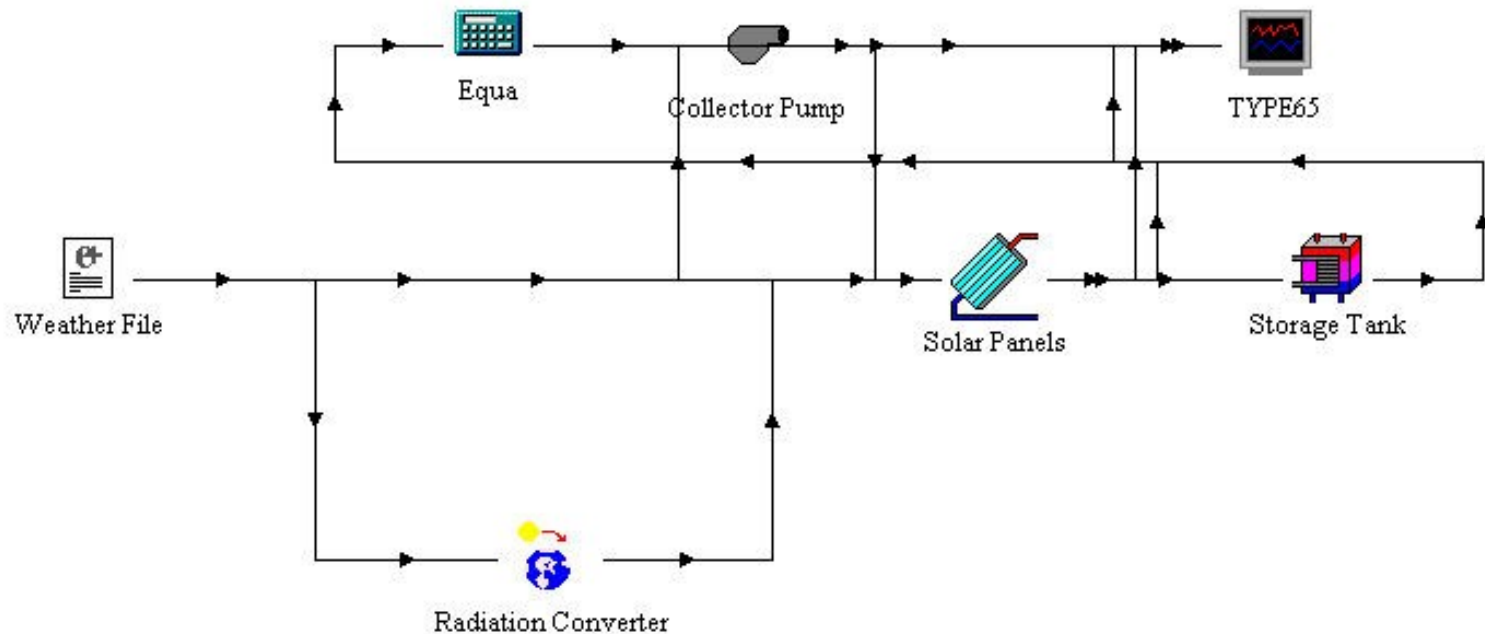 Equa
Collector Pump
TYPE65
Weather File
Solar Panels
Storage Tank
Radiation Converter